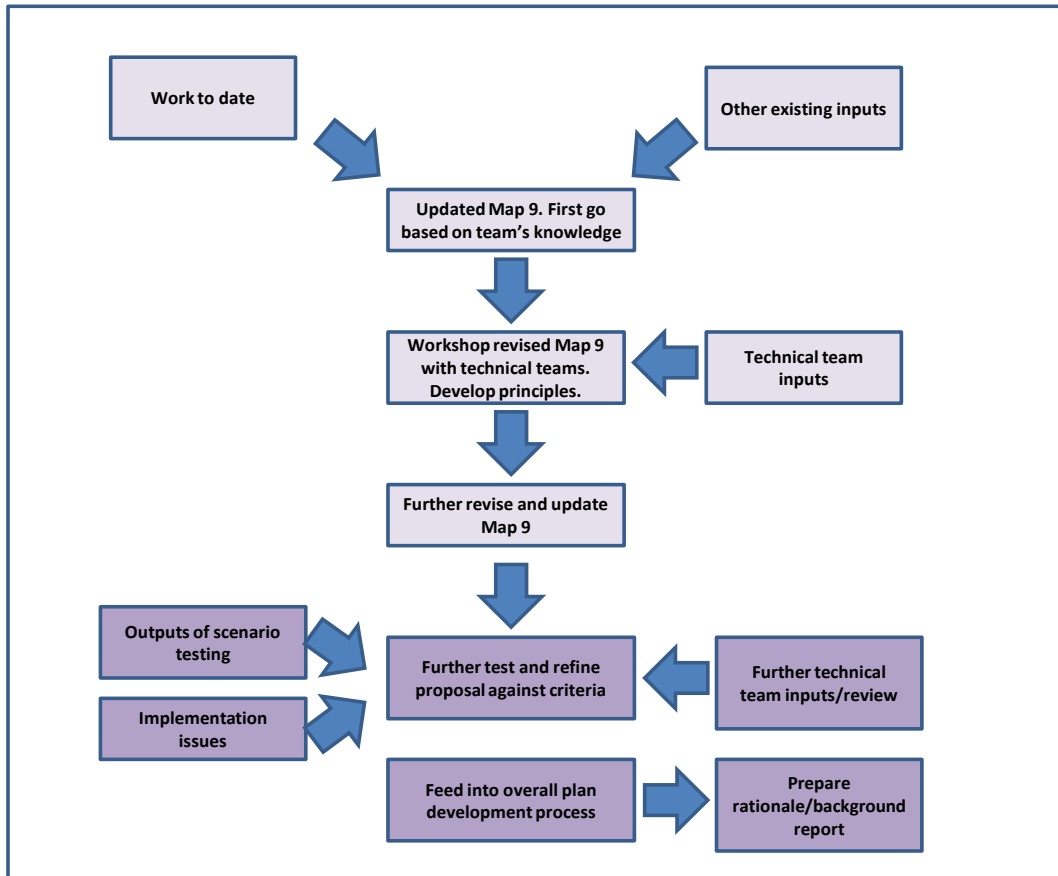 Work to date
Other existing inputs
Updated Map 9. First go
based on team's knowledge
Workshop revised Map 9
with technical teams.
Develop principles.
Technical team
inputs
Further revise and update
Map 9
Outputs of scenario
testing
Further test and refine
proposal against criteria
Further technical
team inputs/review
Implementation
issues
Feed into overall plan
development process
Prepare
rationale/background
report